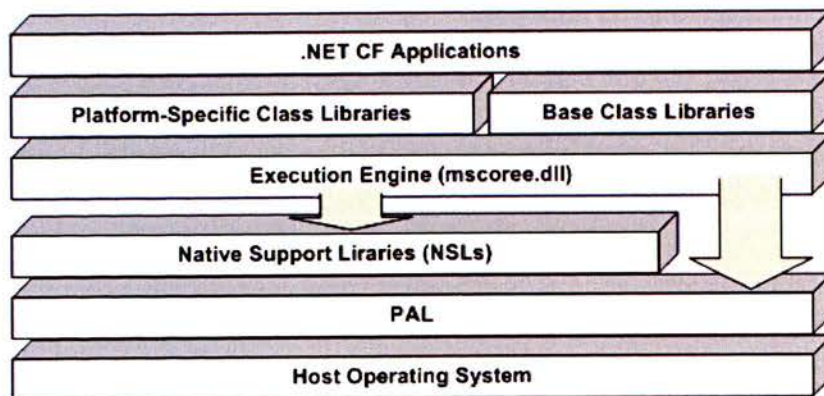 .NET CF Applications
Platform-Specific Class Libraries
Base Class Libraries
Execution Engine (mscoree.dll)
Native Support Liraries (NSLs)
PAL
Host Operating System